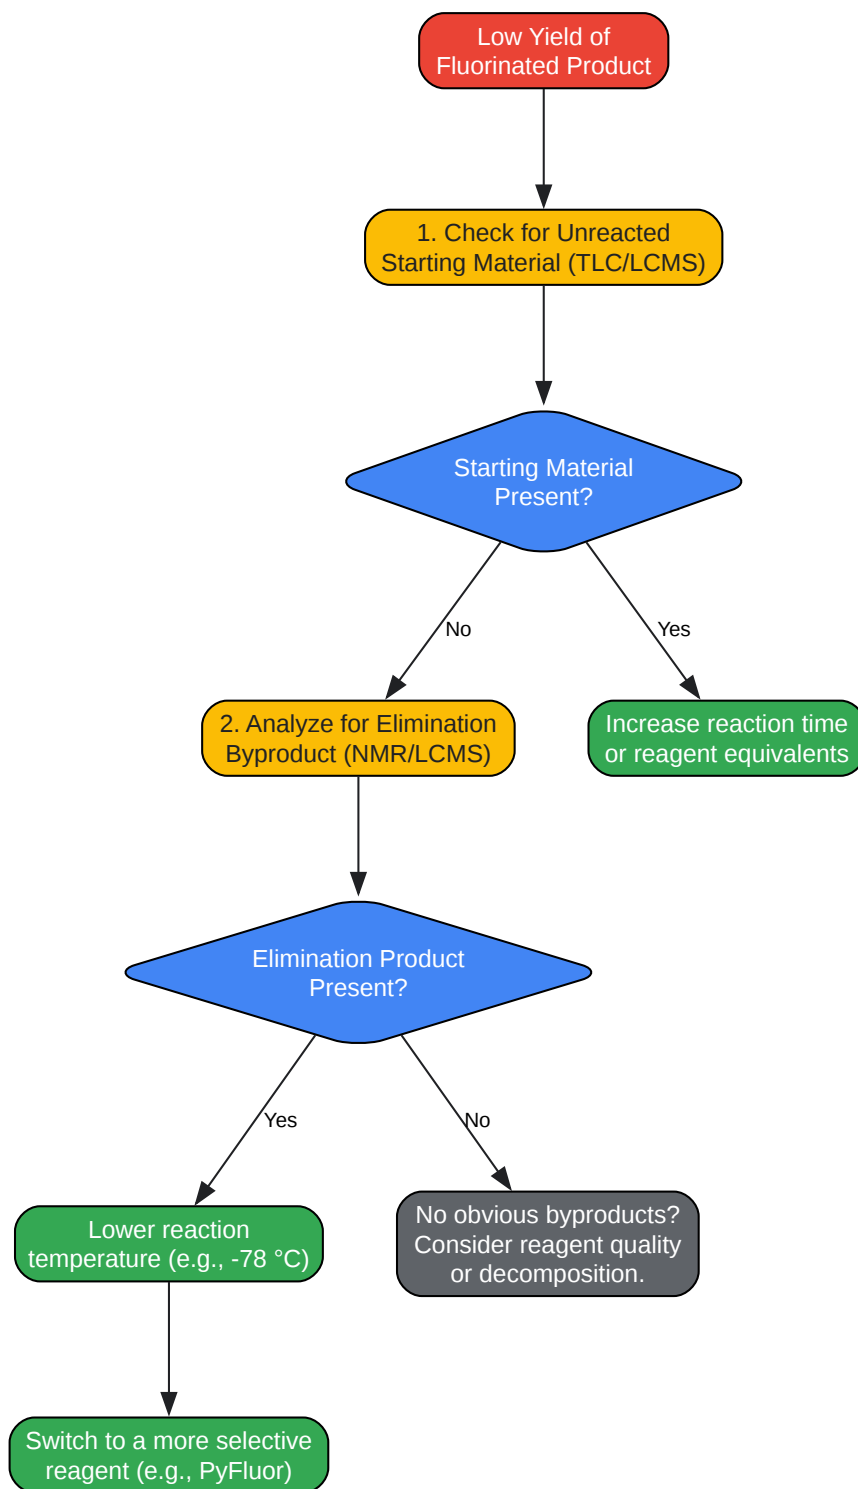 Low Yield of
Fluorinated Product
1. Check for Unreacted
Starting Material (TLC/LCMS)
Starting Material
Present?
No
Yes
2. Analyze for Elimination
Byproduct (NMR/LCMS)
Increase reaction time
or reagent equivalents
Elimination Product
Present?
Yes
No
Lower reaction
temperature (e.g., -78 °C)
No obvious byproducts?
Consider reagent quality
or decomposition.
Switch to a more selective
reagent (e.g., PyFluor)